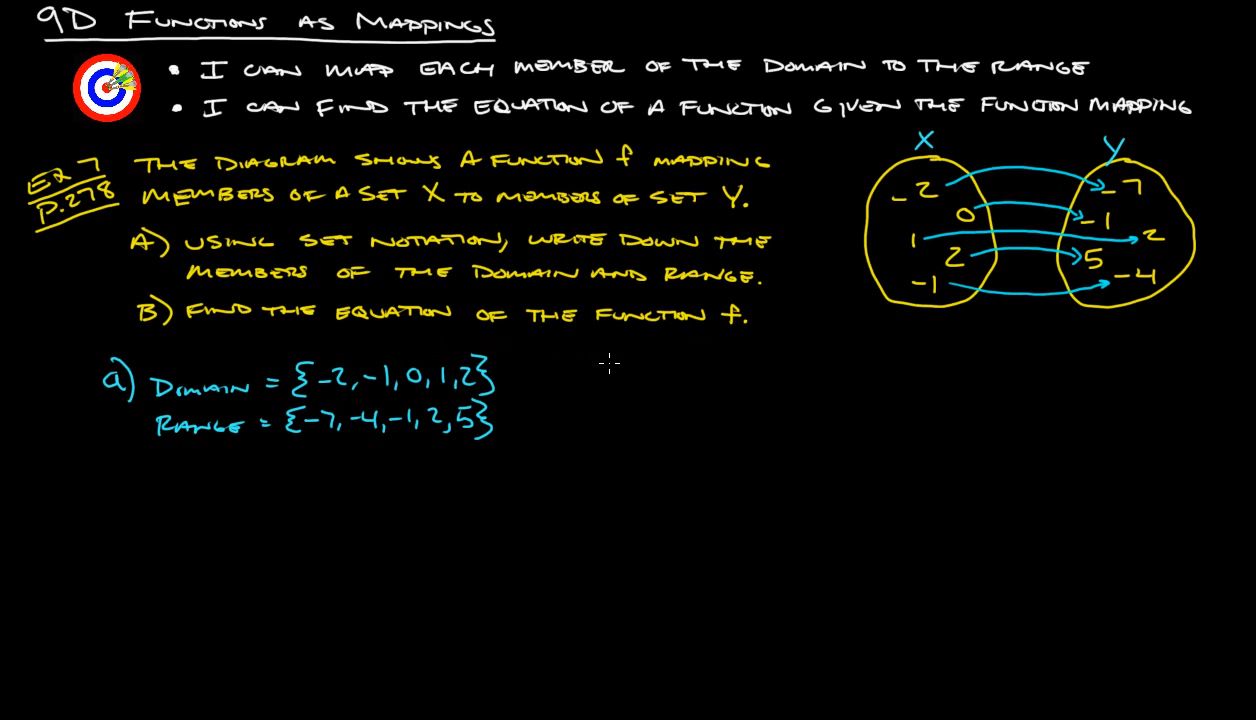 9D FUNCTIONS AS MAPPINGS
• I CAN MAP EACH MEMBER OF THE DOMAIN TO THE RANGE
• I CAN FIND THE EQUATION OF A FUNCTION GIVEN THE FUNCTION MAPPING
EX 7
P.278
THE DIAGRAM SHOWS A FUNCTION f MAPPING
MEMBERS OF A SET X TO MEMBERS OF SET Y.
A) USING SET NOTATION, WRITE DOWN THE
MEMBERS OF THE DOMAIN AND RANGE.
B) FIND THE EQUATION OF THE FUNCTION f.
X
-2
0
1
2
-1
Y
-7
-1
2
5
-4
a) DOMAIN = {-2, -1, 0, 1, 2}
RANGE = {-7, -4, -1, 2, 5}